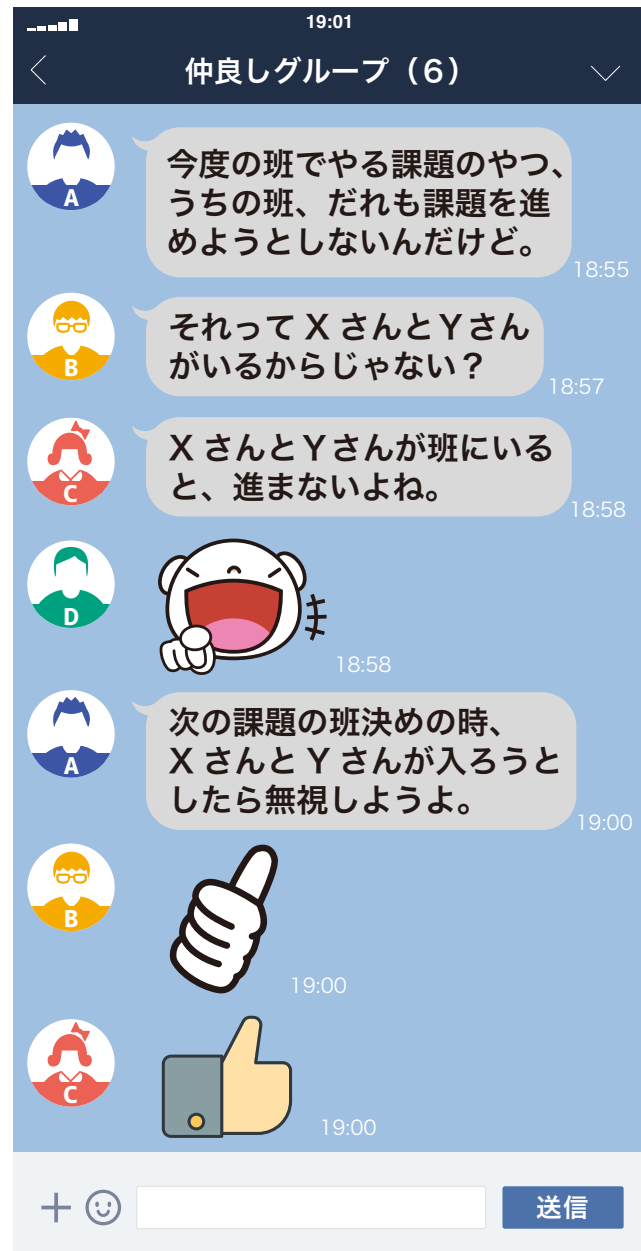 19:01
仲良しグループ（６）
A
今度の班でやる課題のやつ、
うちの班、だれも課題を進
めようとしないんだけど。
18:55
B
それって X さんとＹさん
がいるからじゃない？
18:57
C
X さんとＹさんが班にいる
と、進まないよね。
18:58
D
18:58
A
次の課題の班決めの時、
X さんと Y さんが入ろうと
したら無視しようよ。
19:00
B
19:00
C
19:00
送信